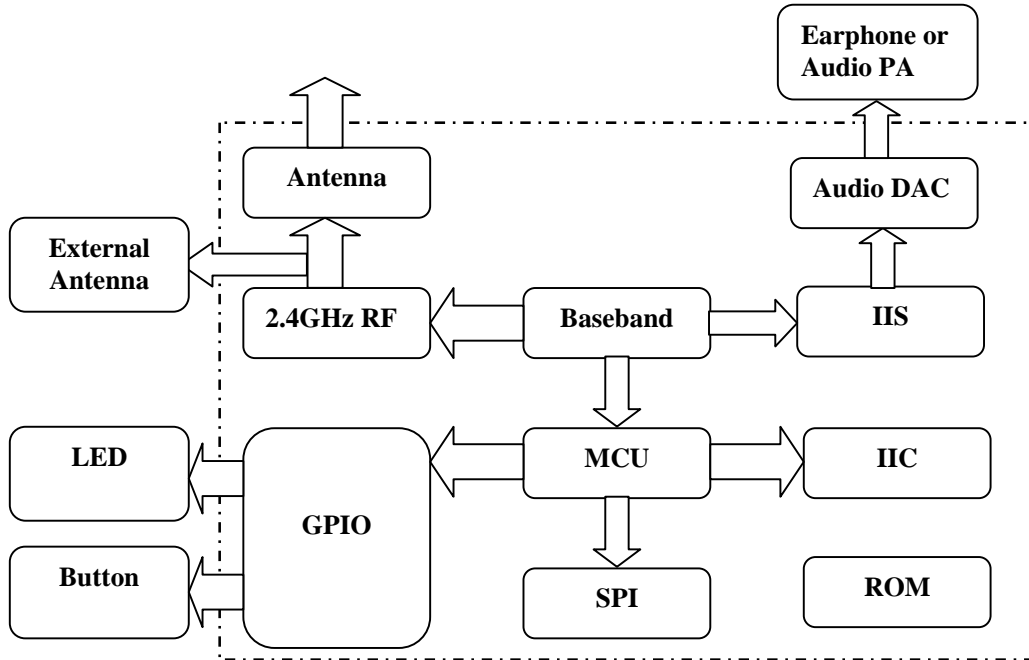 Earphone or
Audio PA
Antenna
Audio DAC
External
Antenna
2.4GHz RF
Baseband
IIS
LED
GPIO
MCU
IIC
Button
SPI
ROM